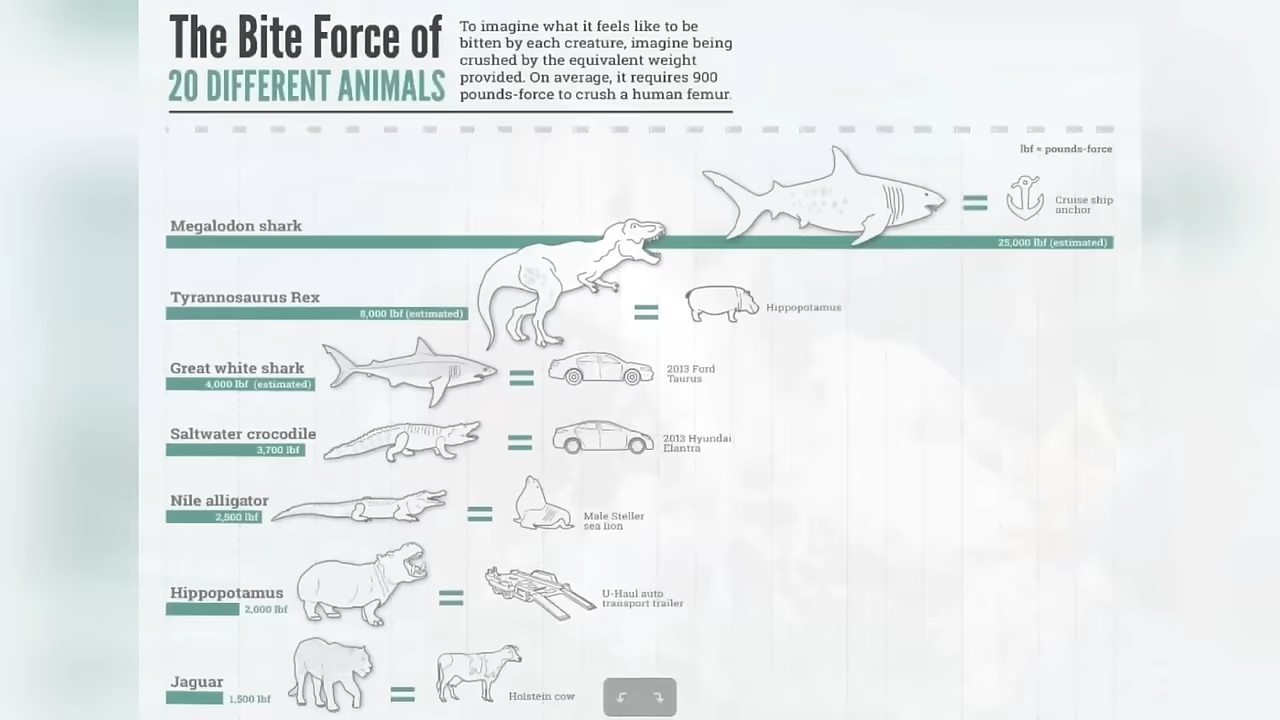 The Bite Force of
20 DIFFERENT ANIMALS
To imagine what it feels like to be
bitten by each creature, imagine being
crushed by the equivalent weight
provided. On average, it requires 900
pounds-force to crush a human femur.
lbf = pounds-force
Cruise ship
anchor
Megalodon shark
25,000 lbf (estimated)
Tyrannosaurus Rex
8,000 lbf (estimated)
Hippopotamus
Great white shark
4,000 lbf (estimated)
2013 Ford
Taurus
Saltwater crocodile
3,700 lbf
2013 Hyundai
Elantra
Nile alligator
2,500 lbf
Male Steller
sea lion
Hippopotamus
2,000 lbf
U-Haul auto
transport trailer
Jaguar
1,500 lbf
Holstein cow